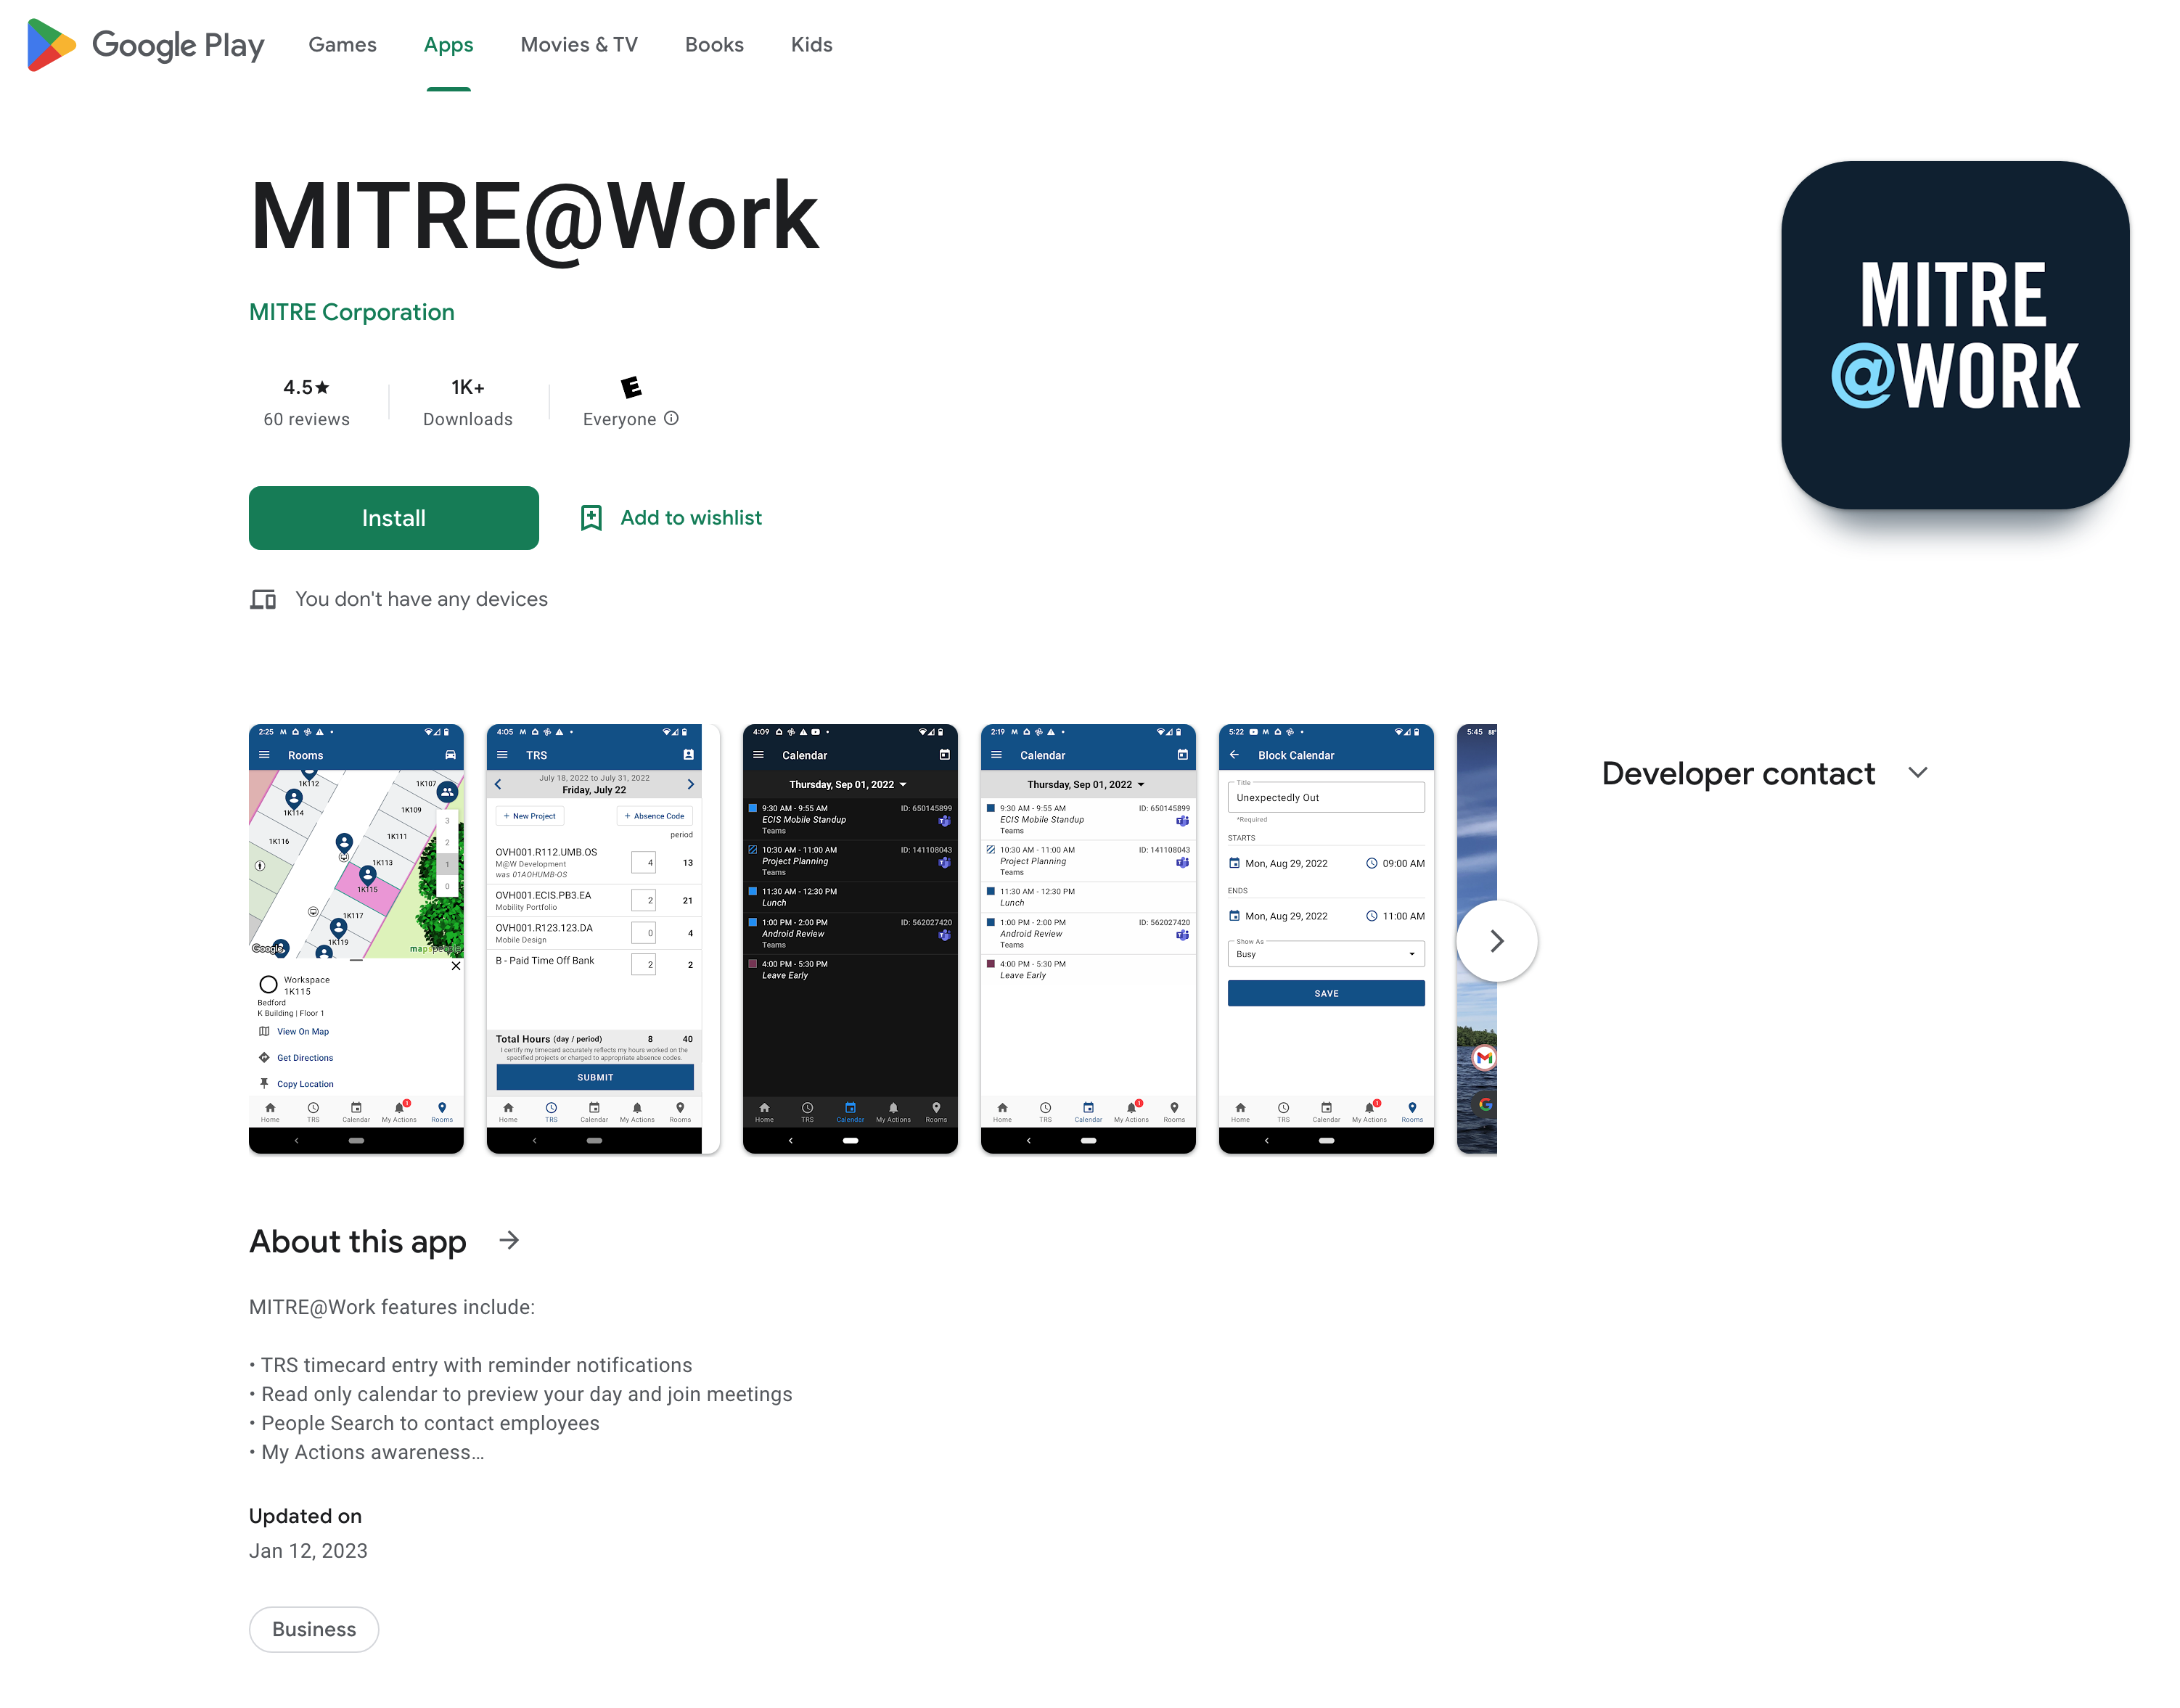 Google Play Games Apps Movies & TV Books Kids
MITRE@Work
MITRE Corporation
4.5★ 1K+ E
60 reviews Downloads Everyone
Install Add to wishlist
You don't have any devices
MITRE
@WORK
2:25
Rooms
1K112
1K107
1K114
1K109
1K116
1K111
1K113
1K115
1K117
1K119
3
2
1
0
Google
Workspace
1K115
Bedford
K Building | Floor 1
View On Map
Get Directions
Copy Location
Home TRS Calendar My Actions Rooms
4:05
TRS
July 18, 2022 to July 31, 2022
Friday, July 22
+ New Project + Absence Code
period
OVH001.R112.UMB.OS 4 13
M@W Development
was 01AOHUMB-OS
OVH001.ECIS.PB3.EA 2 21
Mobility Portfolio
OVH001.R123.123.DA 0 4
Mobile Design
B - Paid Time Off Bank 2 2
Total Hours (day / period) 8 40
I certify my timecard accurately reflects my hours worked on the
specified projects or charged to appropriate absence codes.
SUBMIT
Home TRS Calendar My Actions Rooms
4:09
Calendar
Thursday, Sep 01, 2022
9:30 AM - 9:55 AM ID: 650145899
ECIS Mobile Standup
Teams
10:30 AM - 11:00 AM ID: 141108043
Project Planning
Teams
11:30 AM - 12:30 PM
Lunch
1:00 PM - 2:00 PM ID: 562027420
Android Review
Teams
4:00 PM - 5:30 PM
Leave Early
Home TRS Calendar My Actions Rooms
2:19
Calendar
Thursday, Sep 01, 2022
9:30 AM - 9:55 AM ID: 650145899
ECIS Mobile Standup
Teams
10:30 AM - 11:00 AM ID: 141108043
Project Planning
Teams
11:30 AM - 12:30 PM
Lunch
1:00 PM - 2:00 PM ID: 562027420
Android Review
Teams
4:00 PM - 5:30 PM
Leave Early
Home TRS Calendar My Actions Rooms
5:22
Block Calendar
Title
Unexpectedly Out
*Required
STARTS
Mon, Aug 29, 2022 09:00 AM
ENDS
Mon, Aug 29, 2022 11:00 AM
Show As
Busy
SAVE
Home TRS Calendar My Actions Rooms
5:45 88°
Developer contact
About this app
MITRE@Work features include:
• TRS timecard entry with reminder notifications
• Read only calendar to preview your day and join meetings
• People Search to contact employees
• My Actions awareness…
Updated on
Jan 12, 2023
Business